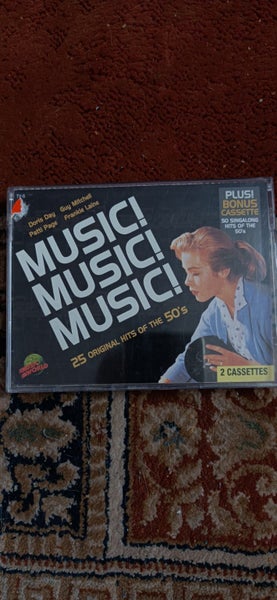 Doris Day Guy Mitchell
Patti Page Frankie Laine
MUSIC!
MUSIC!
MUSIC!
25 ORIGINAL HITS OF THE 50's
PLUS!
BONUS
CASSETTE
50 SINGALONG
HITS OF THE
60's
2 CASSETTES